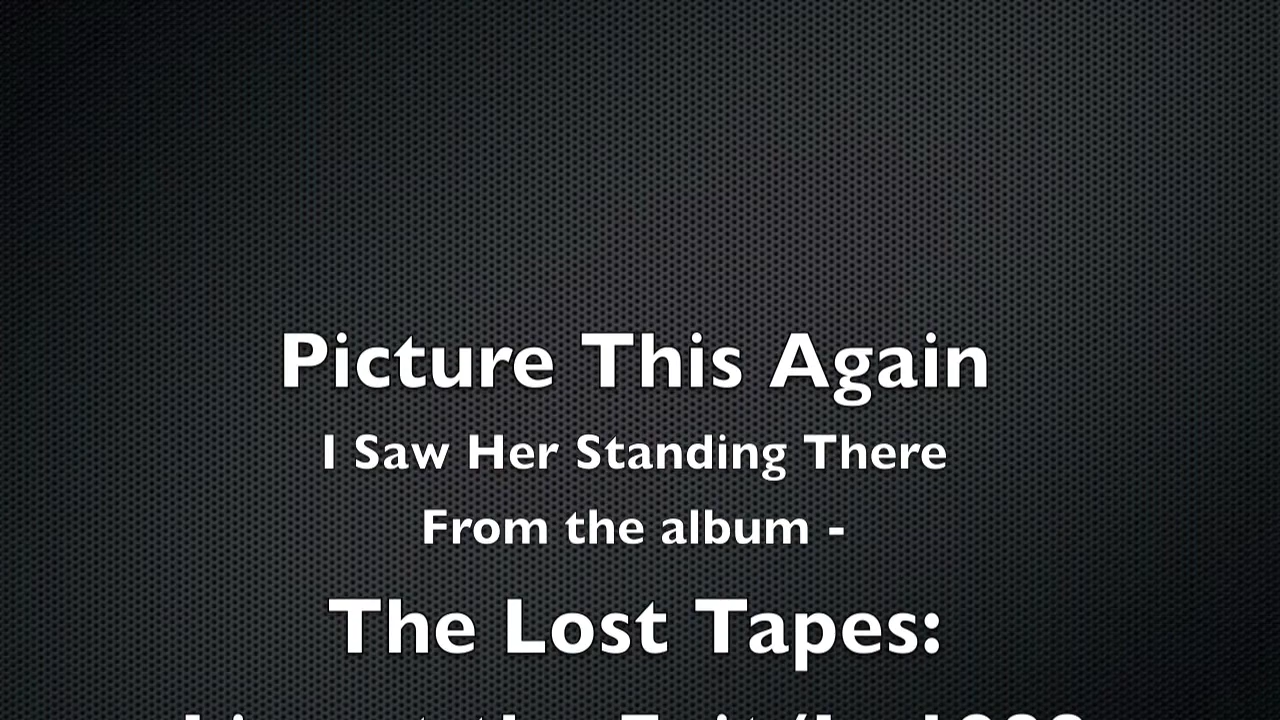 Picture This Again
I Saw Her Standing There
From the album -
The Lost Tapes: